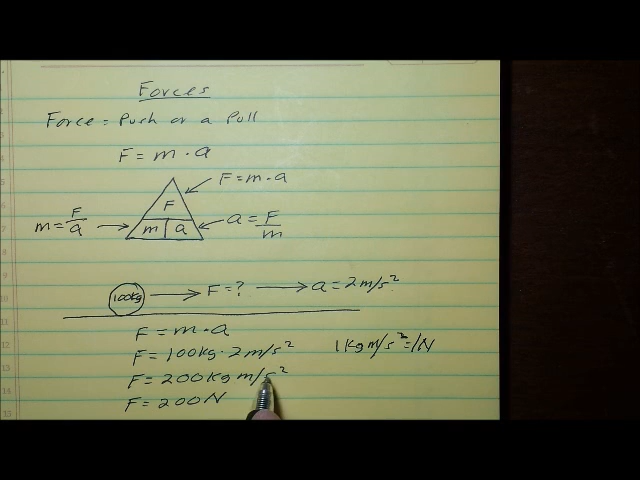 Forces
Force = Push or a Pull
F = m · a
F = m · a
F
m a
m = F/a
a = F/m
100kg → F = ? → a = 2m/s²
F = m · a
F = 100kg · 2m/s²
1kg m/s² = 1N
F = 200kg m/s²
F = 200N